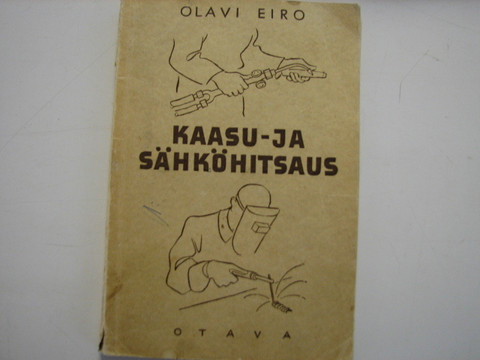 OLAVI EIRO
KAASU-JA
SÄHKÖHITSAUS
OTAVA